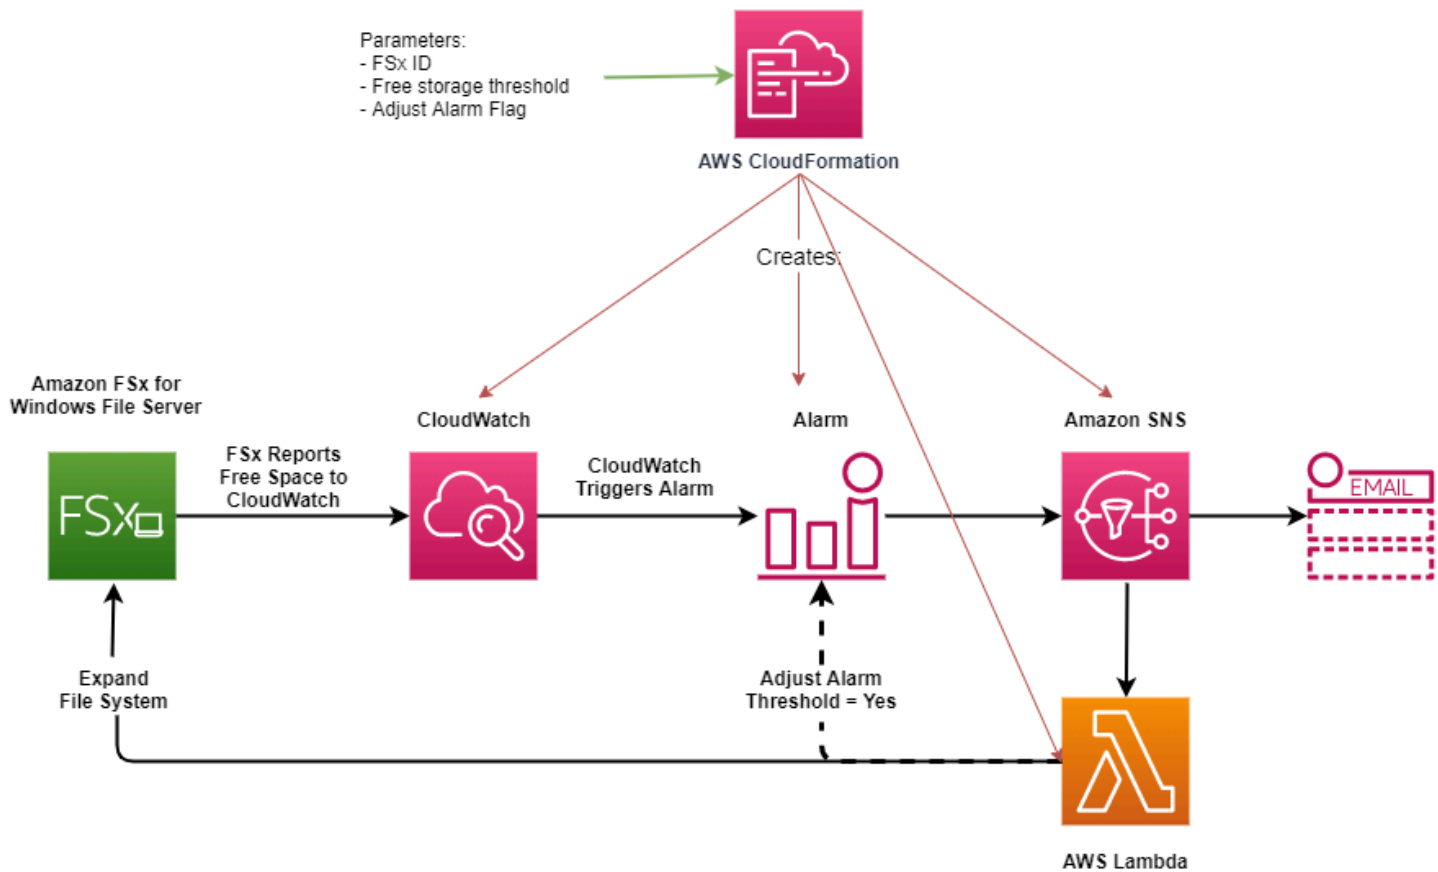 Parameters:
- FSx ID
- Free storage threshold
- Adjust Alarm Flag
AWS CloudFormation
Creates:
Amazon FSx for
Windows File Server
FSx
FSx Reports
Free Space to
CloudWatch
CloudWatch
CloudWatch
Triggers Alarm
Alarm
Amazon SNS
EMAIL
Expand
File System
Adjust Alarm
Threshold = Yes
AWS Lambda